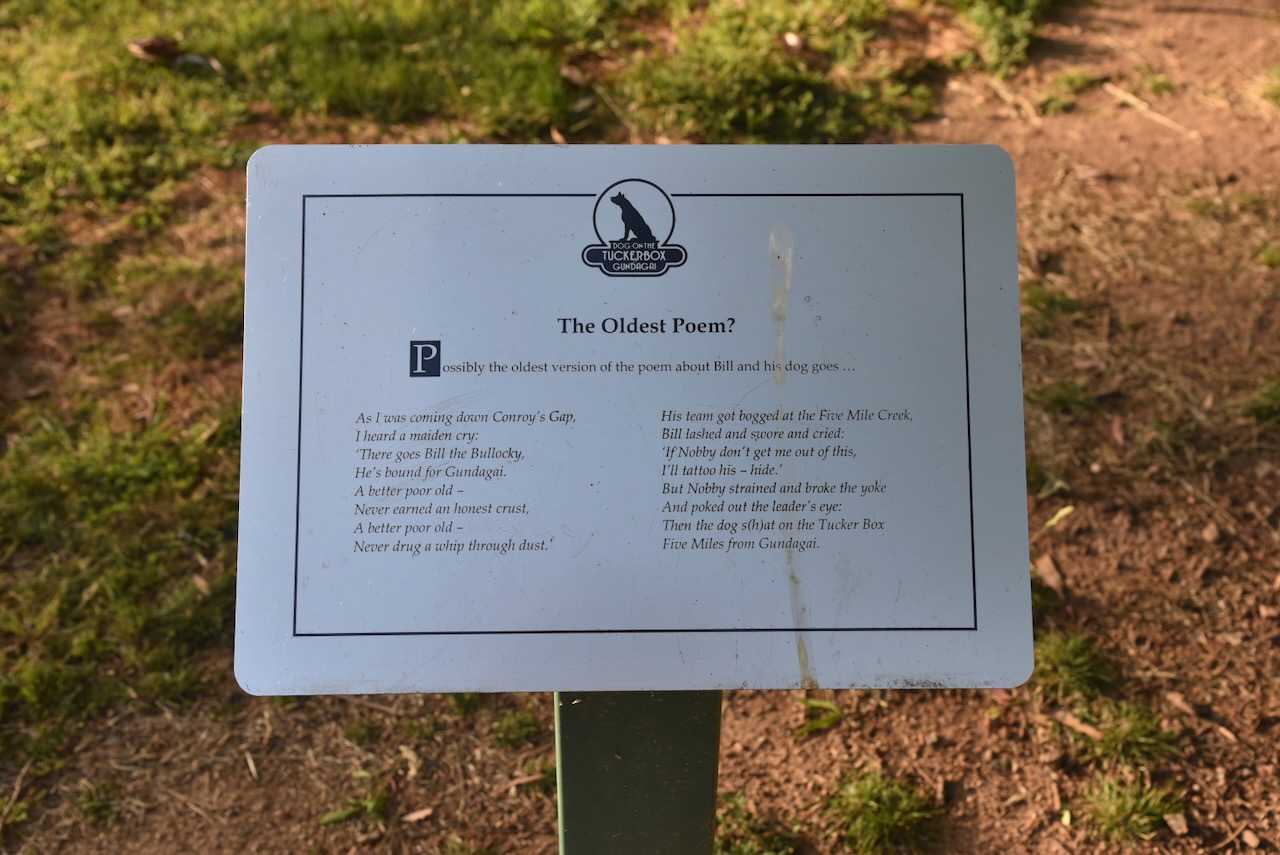 DOG ON THE
TUCKERBOX
GUNDAGAI
The Oldest Poem?
Possibly the oldest version of the poem about Bill and his dog goes …
As I was coming down Conroy's Gap,
I heard a maiden cry:
'There goes Bill the Bullocky,
He's bound for Gundagai.
A better poor old –
Never earned an honest crust,
A better poor old –
Never drug a whip through dust.'
His team got bogged at the Five Mile Creek,
Bill lashed and swore and cried:
'If Nobby don't get me out of this,
I'll tattoo his – hide.'
But Nobby strained and broke the yoke
And poked out the leader's eye:
Then the dog s(h)at on the Tucker Box
Five Miles from Gundagai.